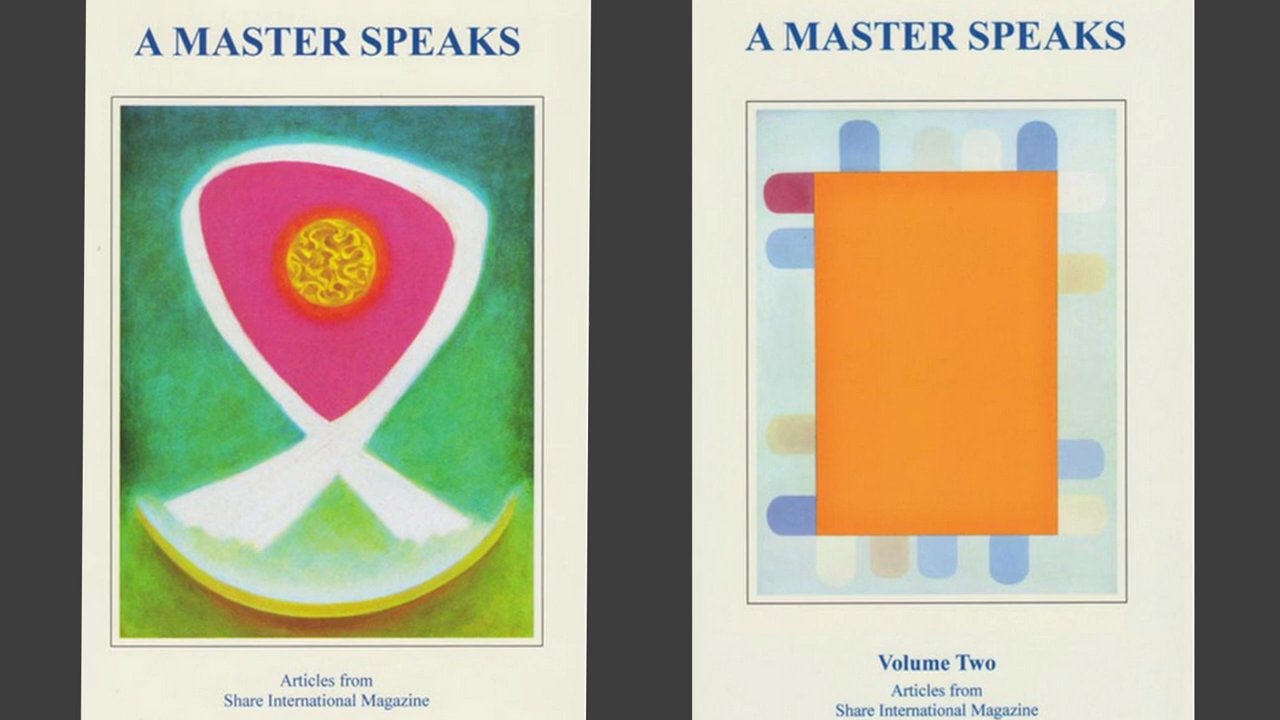 A MASTER SPEAKS
Articles from
Share International Magazine
A MASTER SPEAKS
Volume Two
Articles from
Share International Magazine